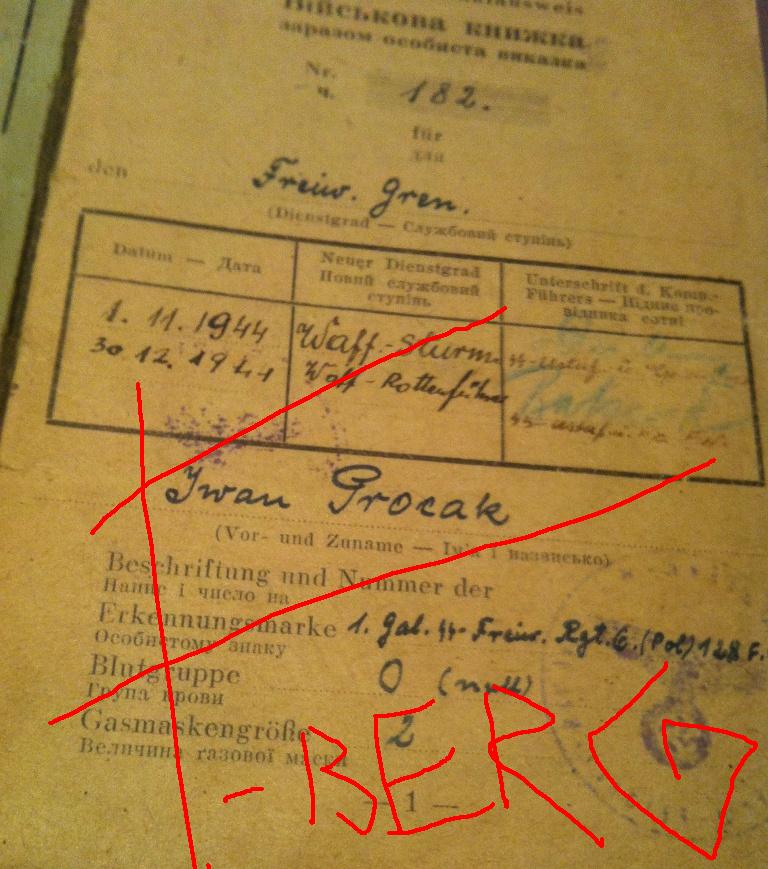 Військова книжка
заразом особиста виказка
Nr.
ч.
182.
für
для
den
Freiw. Gren.
(Dienstgrad — Службовий ступінь)
Datum — Дата
Neuer Dienstgrad
Новий службовий
ступінь
Unterschrift d. Komp.-
Führers — Підпис про-
відника сотні
1. 11. 1944
Waff.-Sturm
30 12. 1944
Waff-Rottenführer
Iwan Procak
(Vor- und Zuname — Імʼя і назвисько)
Beschriftung und Nummer der
Напис і число на
Erkennungsmarke 1. Gal. SS-Freiw. Rgt. 6. (Pol) 128 F.
Особистому знаку
Blutgruppe 0 (null)
Група крови
Gasmaskengröße 2
Величина газової маски
— 1 —
-BERG